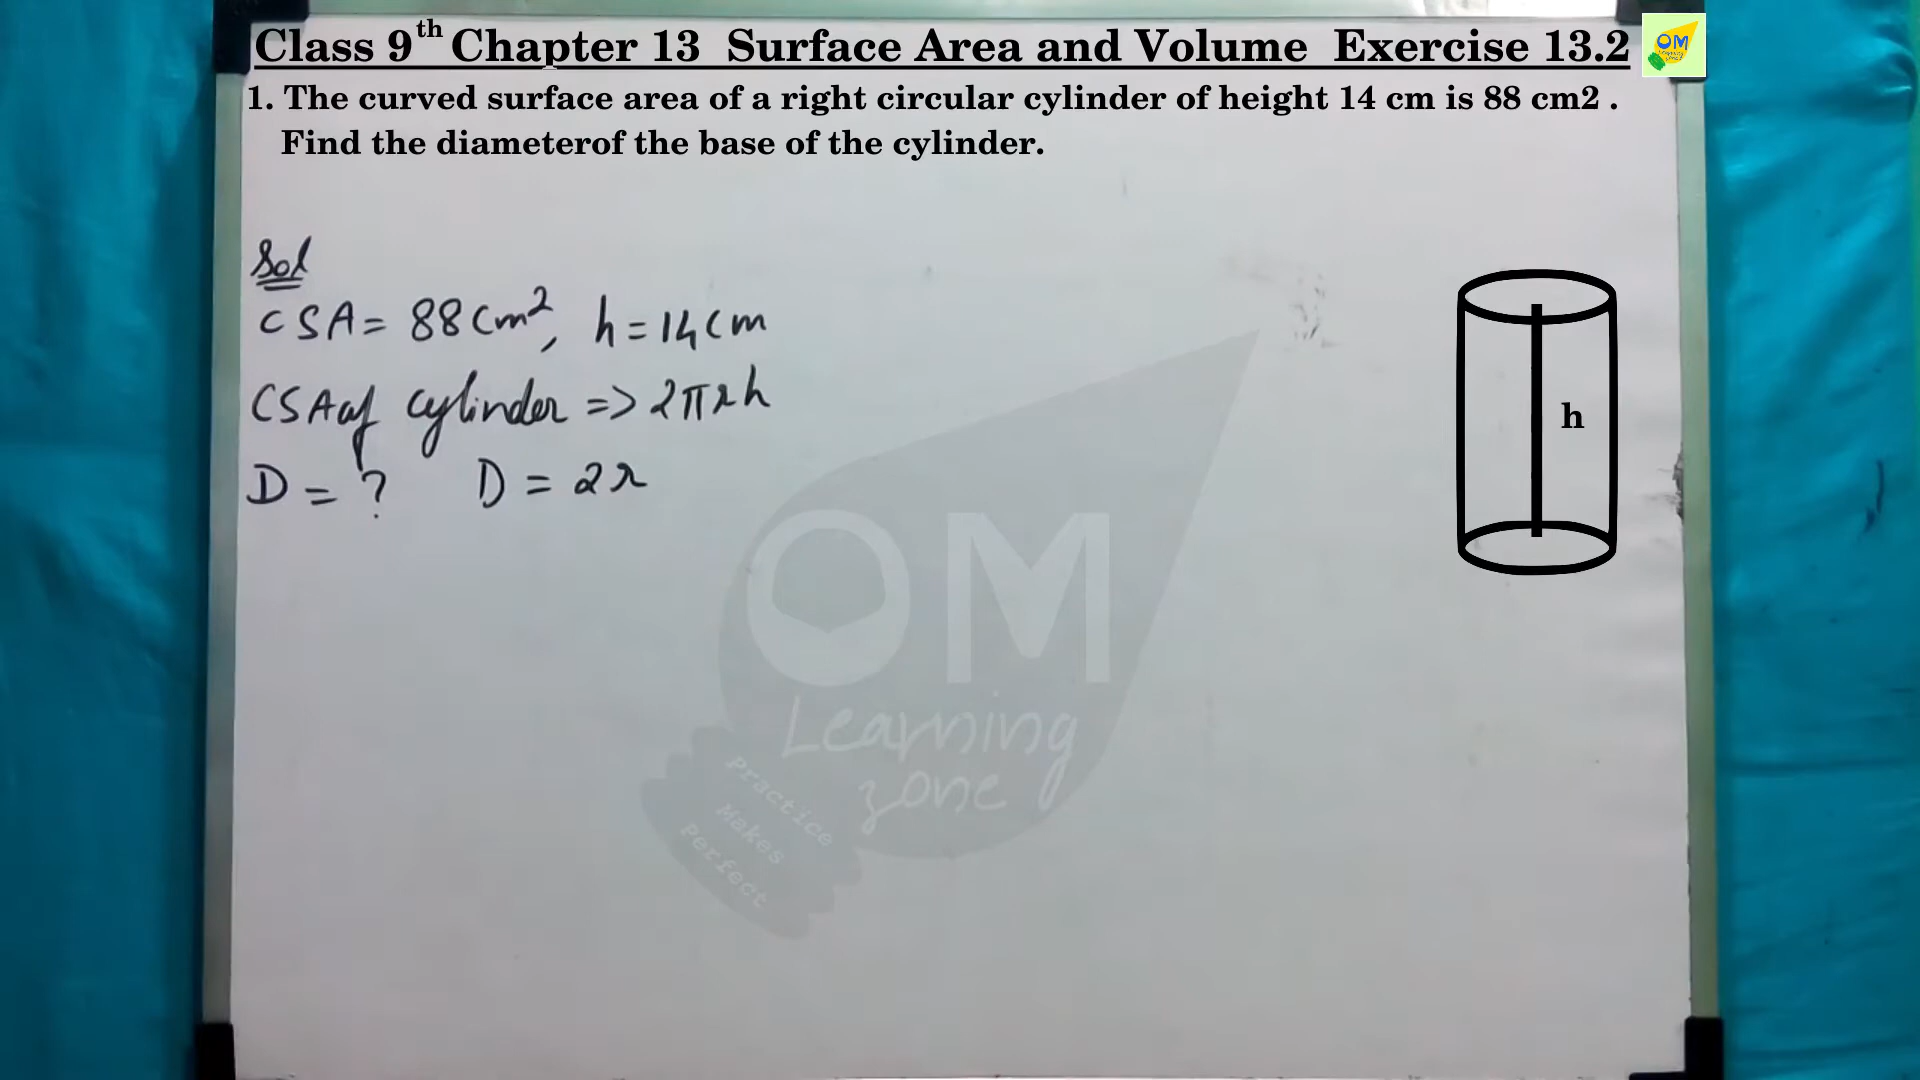 Class 9th Chapter 13 Surface Area and Volume Exercise 13.2
OM
1. The curved surface area of a right circular cylinder of height 14 cm is 88 cm2 .
Find the diameterof the base of the cylinder.
Sol
CSA = 88 Cm², h = 14 Cm
CSA of cylinder => 2πrh
D = ? D = 2r
h
OM
Learning
zone
Practice
Makes
Perfect